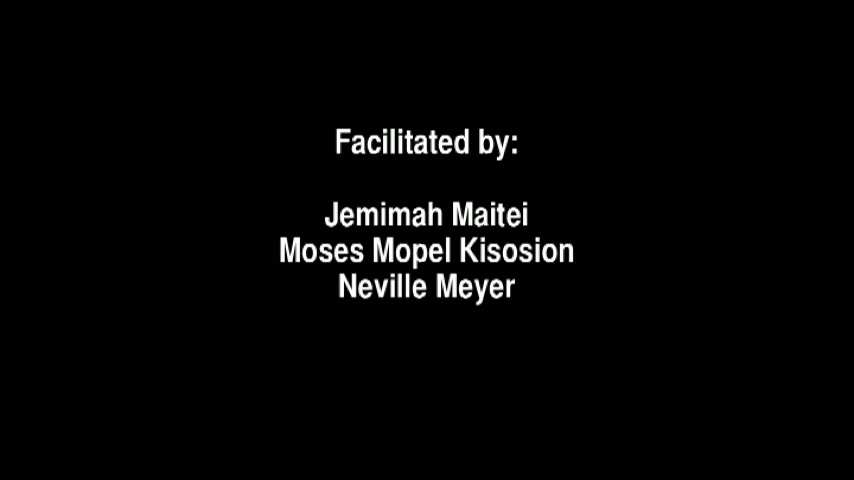 Facilitated by:
Jemimah Maitei
Moses Mopel Kisosion
Neville Meyer